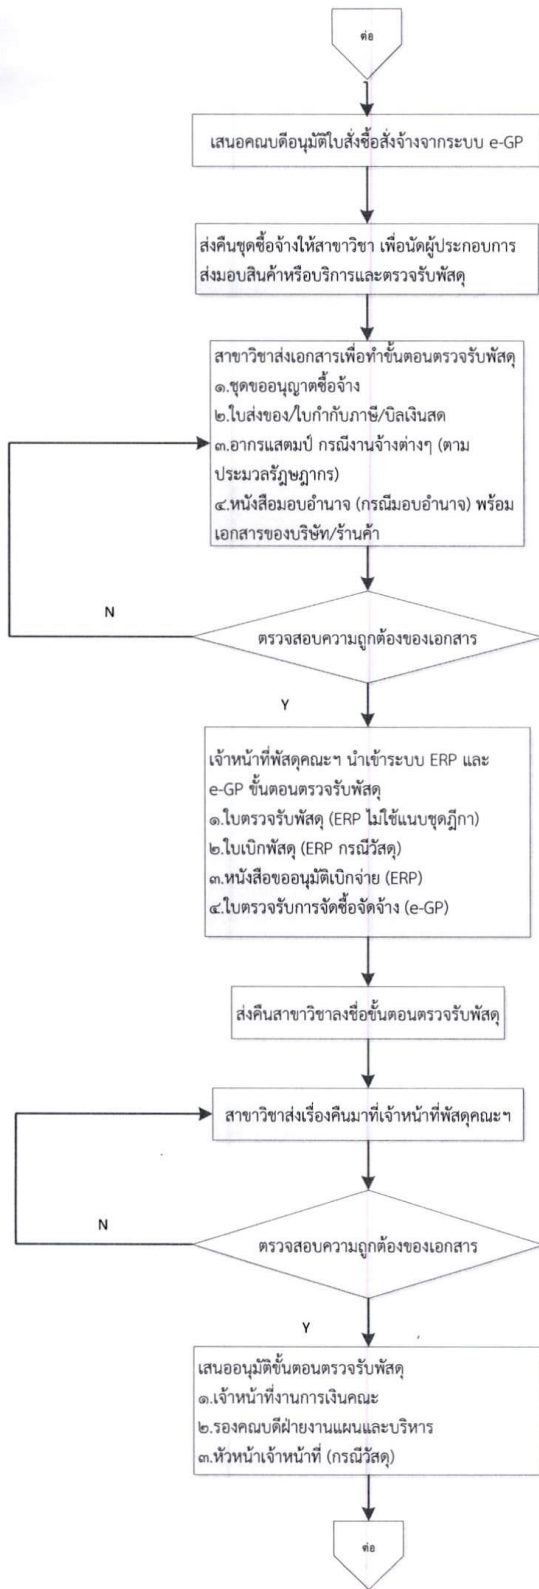 ต่อ
เสนอคณบดีอนุมัติใบสั่งซื้อสั่งจ้างจากระบบ e-GP
ส่งคืนชุดซื้อจ้างให้สาขาวิชา เพื่อนัดผู้ประกอบการ
ส่งมอบสินค้าหรือบริการและตรวจรับพัสดุ
สาขาวิชาส่งเอกสารเพื่อทำขั้นตอนตรวจรับพัสดุ
๑.ชุดขออนุญาตซื้อจ้าง
๒.ใบส่งของ/ใบกำกับภาษี/บิลเงินสด
๓.อากรแสตมป์ กรณีงานจ้างต่างๆ (ตาม
ประมวลรัฎษฎากร)
๔.หนังสือมอบอำนาจ (กรณีมอบอำนาจ) พร้อม
เอกสารของบริษัท/ร้านค้า
N
ตรวจสอบความถูกต้องของเอกสาร
Y
เจ้าหน้าที่พัสดุคณะฯ นำเข้าระบบ ERP และ
e-GP ขั้นตอนตรวจรับพัสดุ
๑.ใบตรวจรับพัสดุ (ERP ไม่ใช้แนบชุดฎีกา)
๒.ใบเบิกพัสดุ (ERP กรณีวัสดุ)
๓.หนังสือขออนุมัติเบิกจ่าย (ERP)
๔.ใบตรวจรับการจัดซื้อจัดจ้าง (e-GP)
ส่งคืนสาขาวิชาลงชื่อขั้นตอนตรวจรับพัสดุ
สาขาวิชาส่งเรื่องคืนมาที่เจ้าหน้าที่พัสดุคณะฯ
N
ตรวจสอบความถูกต้องของเอกสาร
Y
เสนออนุมัติขั้นตอนตรวจรับพัสดุ
๑.เจ้าหน้าที่งานการเงินคณะ
๒.รองคณบดีฝ่ายงานแผนและบริหาร
๓.หัวหน้าเจ้าหน้าที่ (กรณีวัสดุ)
ต่อ